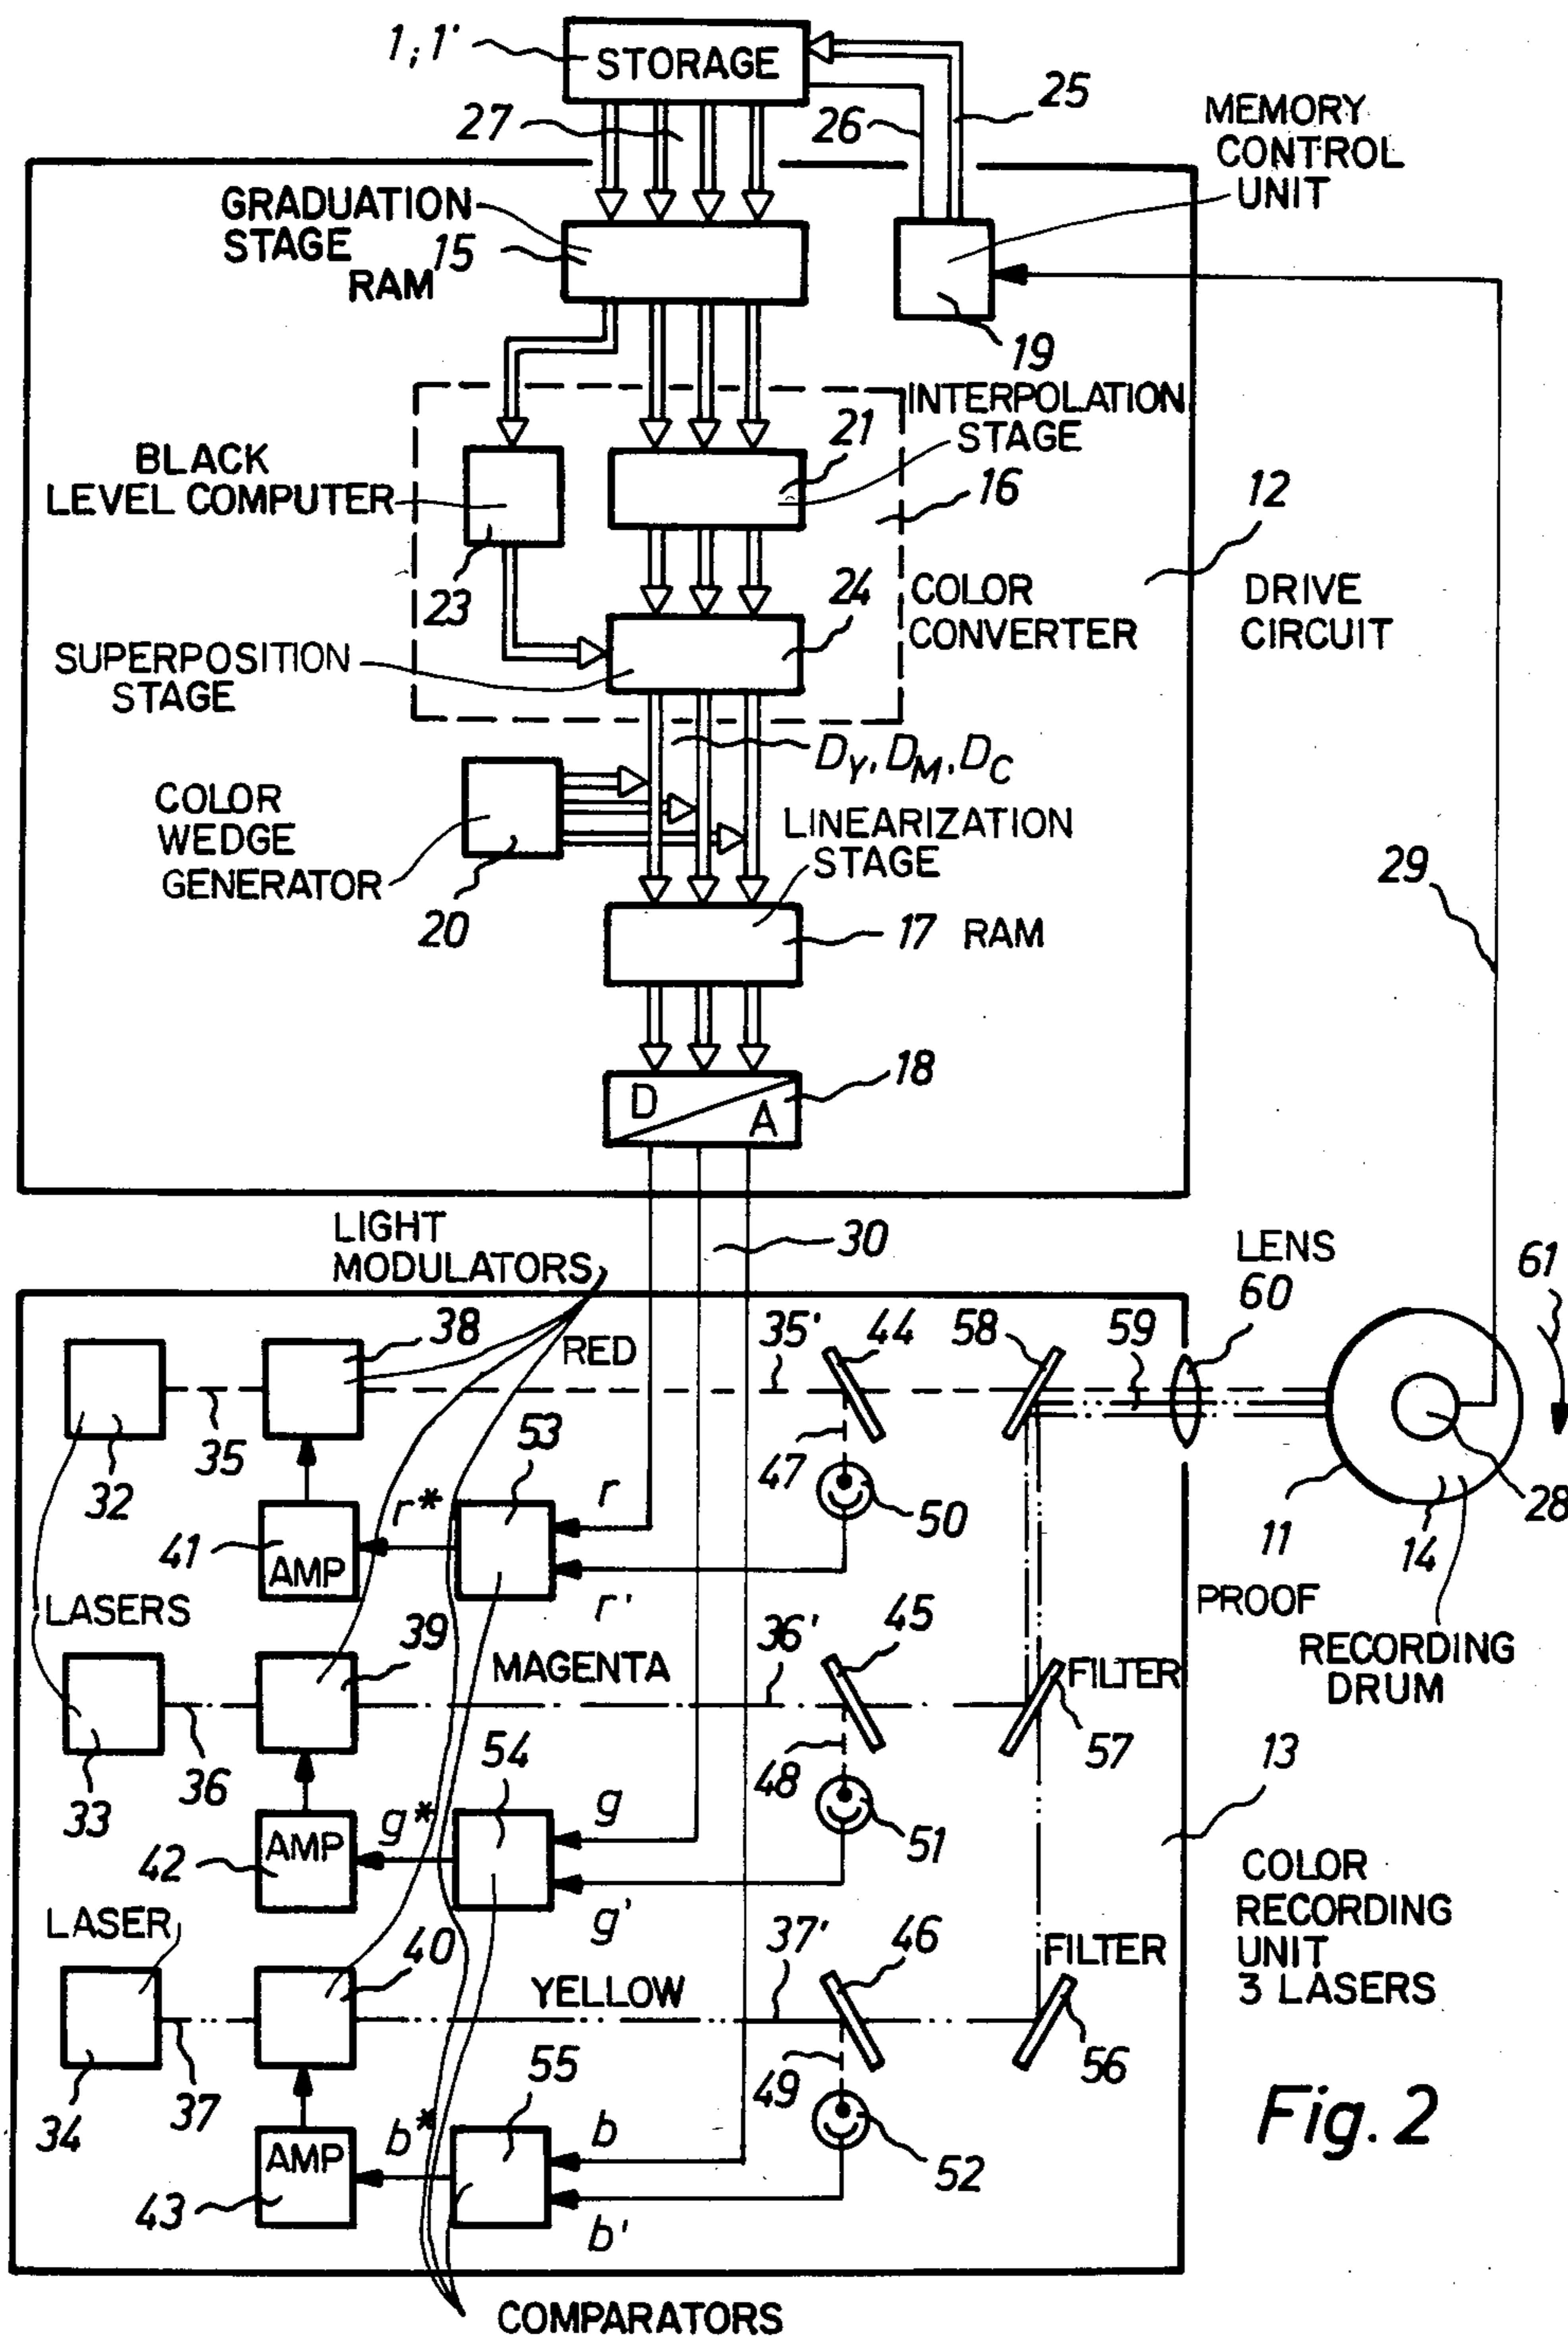 1; 1'
STORAGE
25
27
26
MEMORY
CONTROL
UNIT
GRADUATION
STAGE
15
RAM
19
INTERPOLATION
STAGE
21
BLACK
LEVEL COMPUTER
16
12
23
24
COLOR
CONVERTER
DRIVE
CIRCUIT
SUPERPOSITION
STAGE
DY, DM, DC
COLOR
WEDGE
GENERATOR
LINEARIZATION
STAGE
29
20
17 RAM
18
D
A
LIGHT
MODULATORS
30
LENS
60
61
38
RED
35'
44
58
59
32
35
53
47
50
r*
r
41
AMP
11
14
28
LASERS
r'
PROOF
39
MAGENTA
36'
45
FILTER
RECORDING
DRUM
33
36
54
48
57
13
g*
g
51
42
AMP
g'
COLOR
RECORDING
UNIT
3 LASERS
LASER
40
YELLOW
37'
46
FILTER
34
37
55
49
56
b*
b
52
43
AMP
b'
Fig. 2
COMPARATORS